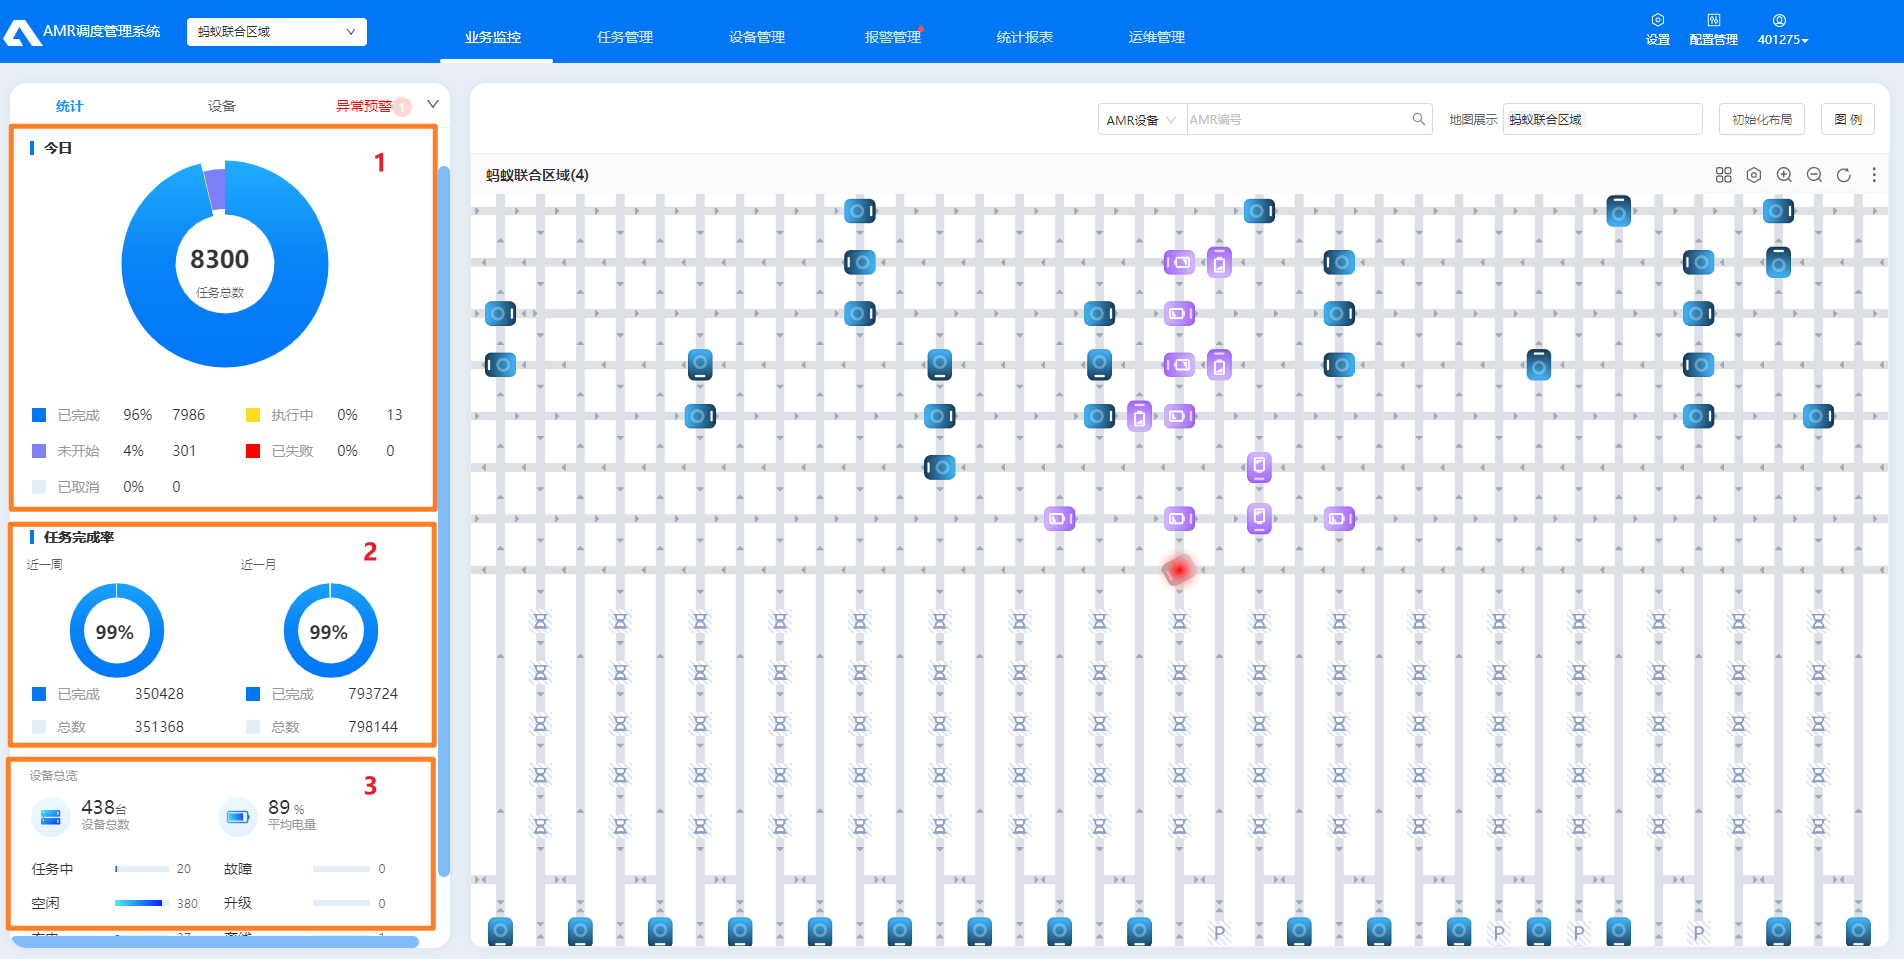 AMR调度管理系统
蚂蚁联合区域
业务监控
任务管理
设备管理
报警管理
统计报表
运维管理
设置
配置管理
401275
统计
设备
异常预警 1
今日
1
8300
任务总数
已完成 96% 7986
执行中 0% 13
未开始 4% 301
已失败 0% 0
已取消 0% 0
任务完成率
2
近一周
近一月
99%
99%
已完成 350428
已完成 793724
总数 351368
总数 798144
设备总览
3
438台
设备总数
89 %
平均电量
任务中 20
故障 0
空闲 380
升级 0
AMR设备
AMR编号
地图展示
蚂蚁联合区域
初始化布局
图 例
蚂蚁联合区域(4)
P
P
P
P